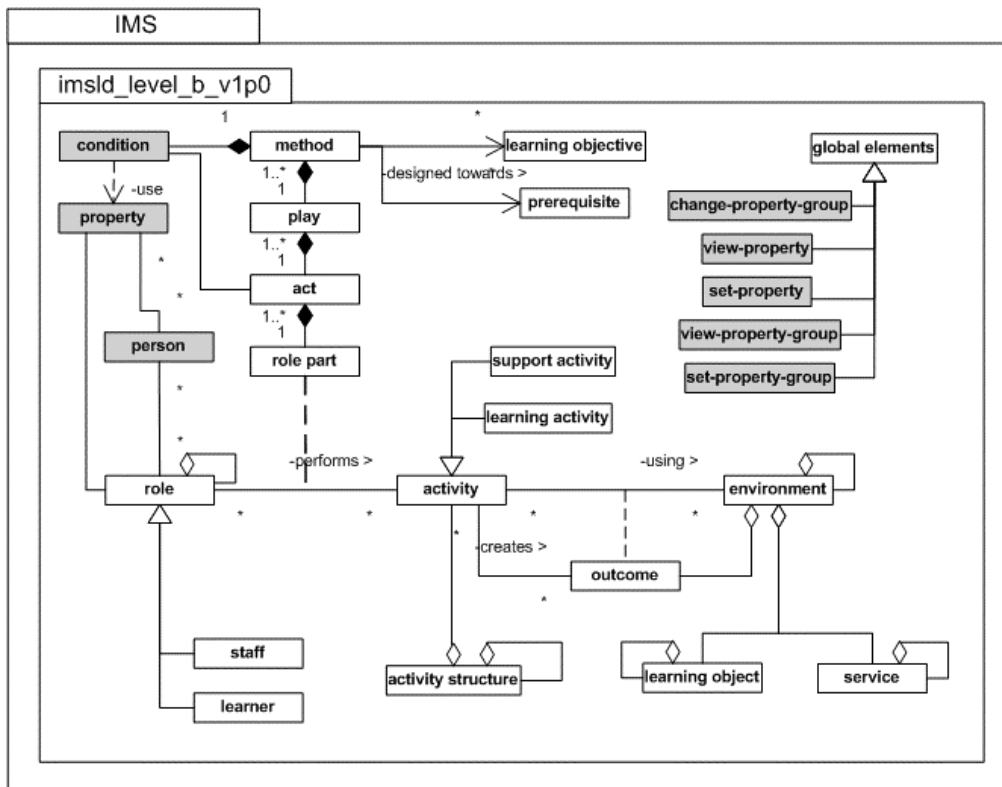 IMS
imsld_level_b_v1p0
1
*
condition
method
learning objective
global elements
1..*
-designed towards >
1
-use
change-property-group
prerequisite
property
play
view-property
1..*
1
*
set-property
act
*
1..*
1
view-property-group
person
role part
support activity
set-property-group
*
learning activity
*
-performs >
-using >
role
activity
environment
*
*
*
*
*
-creates >
outcome
*
staff
activity structure
learning object
service
learner